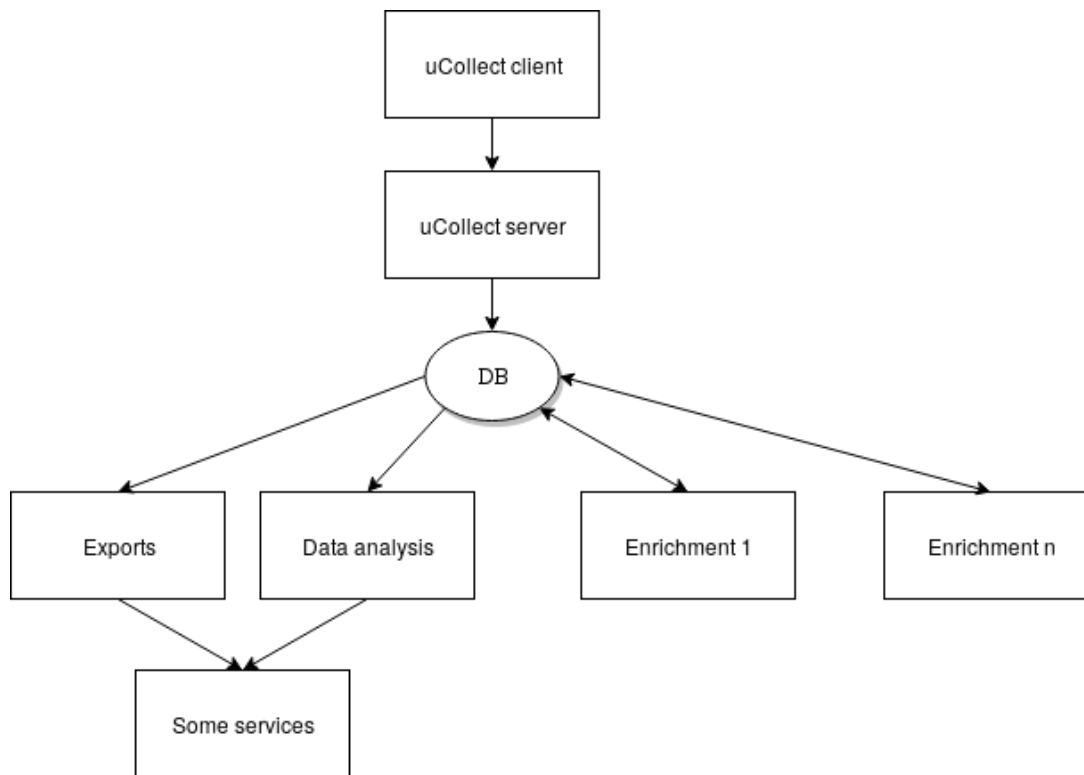 uCollect client
uCollect server
DB
Exports
Data analysis
Enrichment 1
Enrichment n
Some services